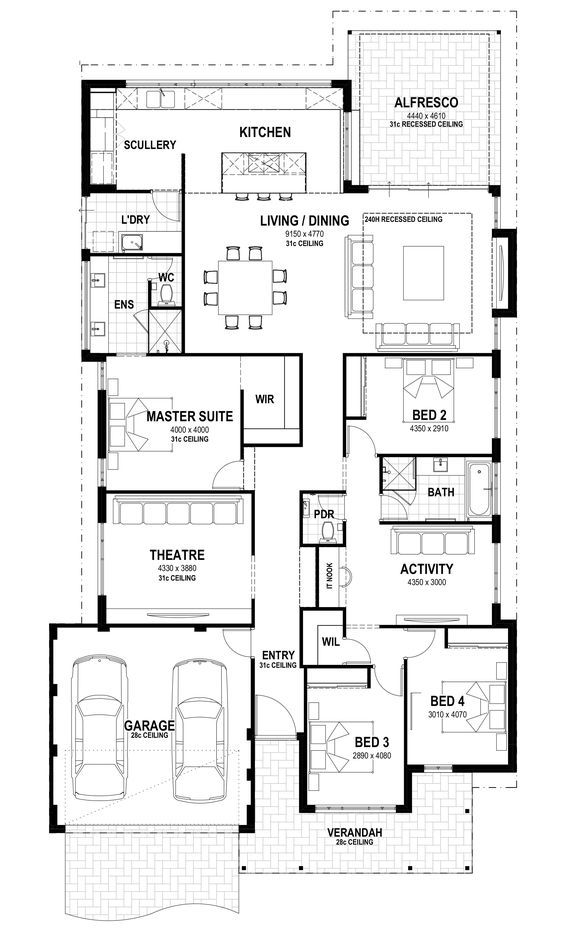 ALFRESCO
4440 x 4610
31c RECESSED CEILING
KITCHEN
SCULLERY
L'DRY
LIVING / DINING
9150 x 4770
31c CEILING
240H RECESSED CEILING
WC
ENS
WIR
MASTER SUITE
4000 x 4000
31c CEILING
BED 2
4350 x 2910
BATH
PDR
THEATRE
4330 x 3880
31c CEILING
IT NOOK
ACTIVITY
4350 x 3000
WIL
ENTRY
31c CEILING
BED 4
3010 x 4070
GARAGE
28c CEILING
BED 3
2890 x 4080
VERANDAH
28c CEILING